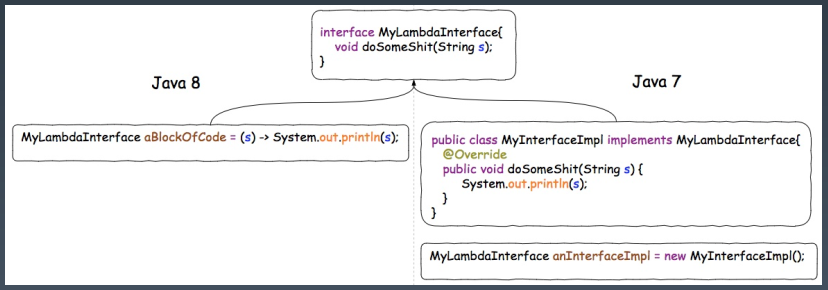 interface MyLambdaInterface{
void doSomeShit(String s);
}
Java 8
Java 7
MyLambdaInterface aBlockOfCode = (s) -> System.out.println(s);
public class MyInterfaceImpl implements MyLambdaInterface{
@Override
public void doSomeShit(String s) {
System.out.println(s);
}
}
MyLambdaInterface anInterfaceImpl = new MyInterfaceImpl();